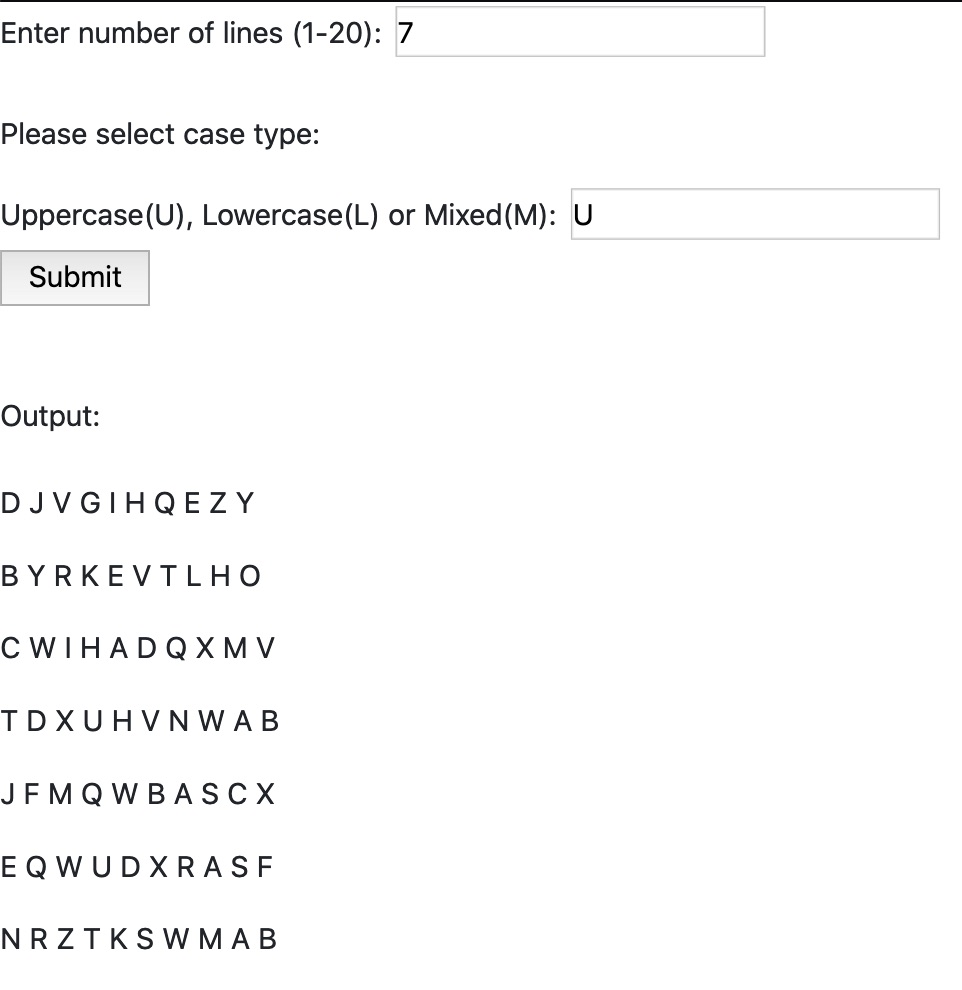 Enter number of lines (1-20): 7
Please select case type:
Uppercase(U), Lowercase(L) or Mixed(M): U
Submit
Output:
D J V G I H Q E Z Y
B Y R K E V T L H O
C W I H A D Q X M V
T D X U H V N W A B
J F M Q W B A S C X
E Q W U D X R A S F
N R Z T K S W M A B